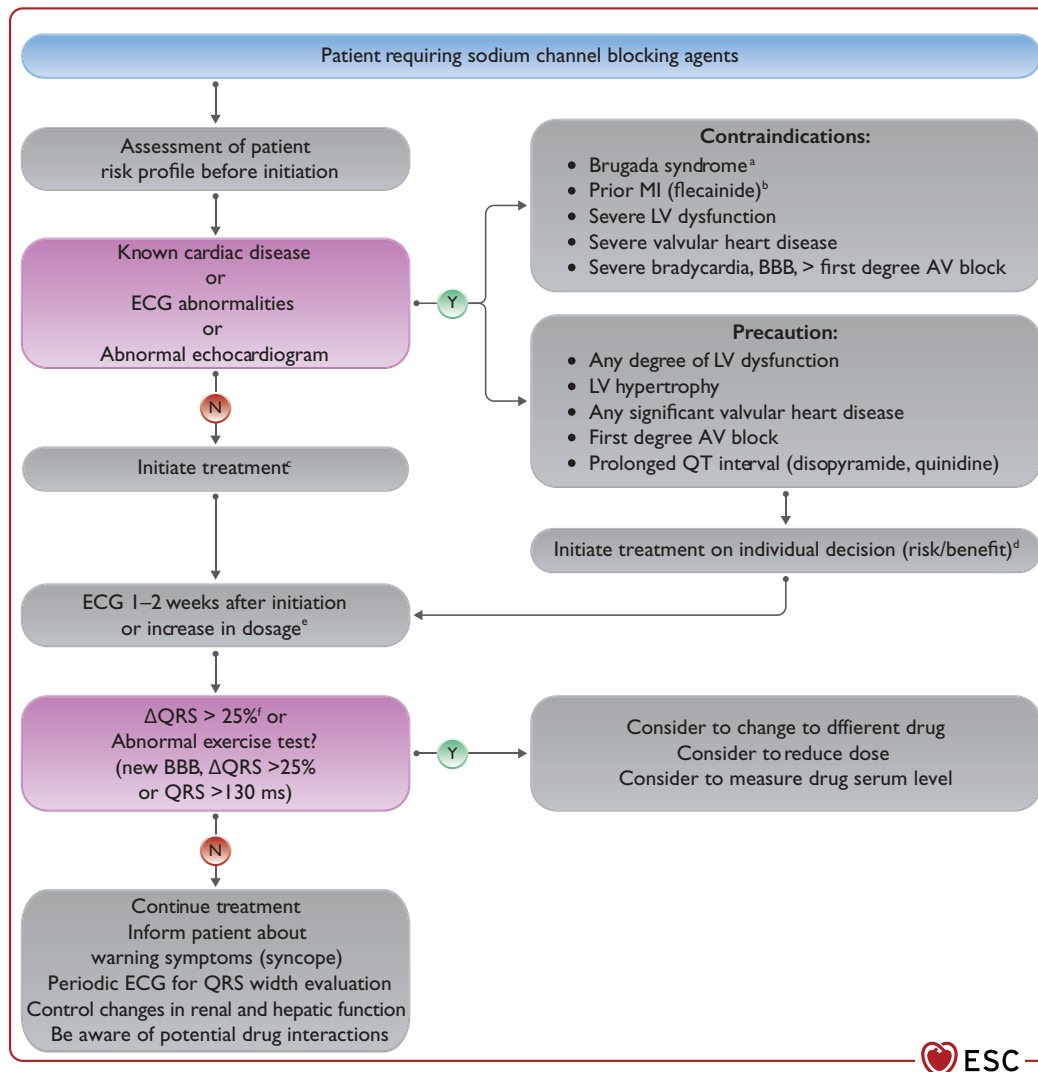 Patient requiring sodium channel blocking agents
Assessment of patient
risk profile before initiation
Known cardiac disease
or
ECG abnormalities
or
Abnormal echocardiogram
Y
Contraindications:
• Brugada syndromeᵃ
• Prior MI (flecainide)ᵇ
• Severe LV dysfunction
• Severe valvular heart disease
• Severe bradycardia, BBB, > first degree AV block
Precaution:
• Any degree of LV dysfunction
• LV hypertrophy
• Any significant valvular heart disease
• First degree AV block
• Prolonged QT interval (disopyramide, quinidine)
N
Initiate treatmentᶜ
Initiate treatment on individual decision (risk/benefit)ᵈ
ECG 1–2 weeks after initiation
or increase in dosageᵉ
ΔQRS > 25%ᶠ or
Abnormal exercise test?
(new BBB, ΔQRS >25%
or QRS >130 ms)
Y
Consider to change to dffierent drug
Consider to reduce dose
Consider to measure drug serum level
N
Continue treatment
Inform patient about
warning symptoms (syncope)
Periodic ECG for QRS width evaluation
Control changes in renal and hepatic function
Be aware of potential drug interactions
ESC